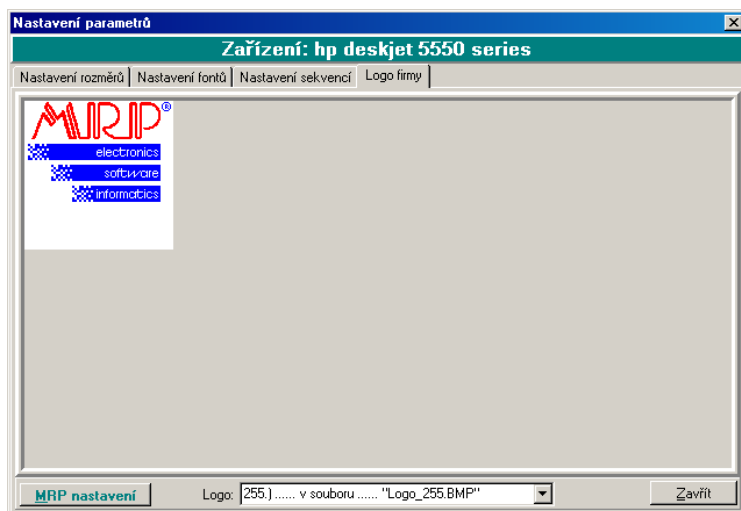 Nastavení parametrů
Zařízení: hp deskjet 5550 series
Nastavení rozměrů Nastavení fontů Nastavení sekvencí Logo firmy
MRP®
electronics
software
informatics
MRP nastavení Logo: 255.) ...... v souboru ...... "Logo_255.BMP" Zavřít